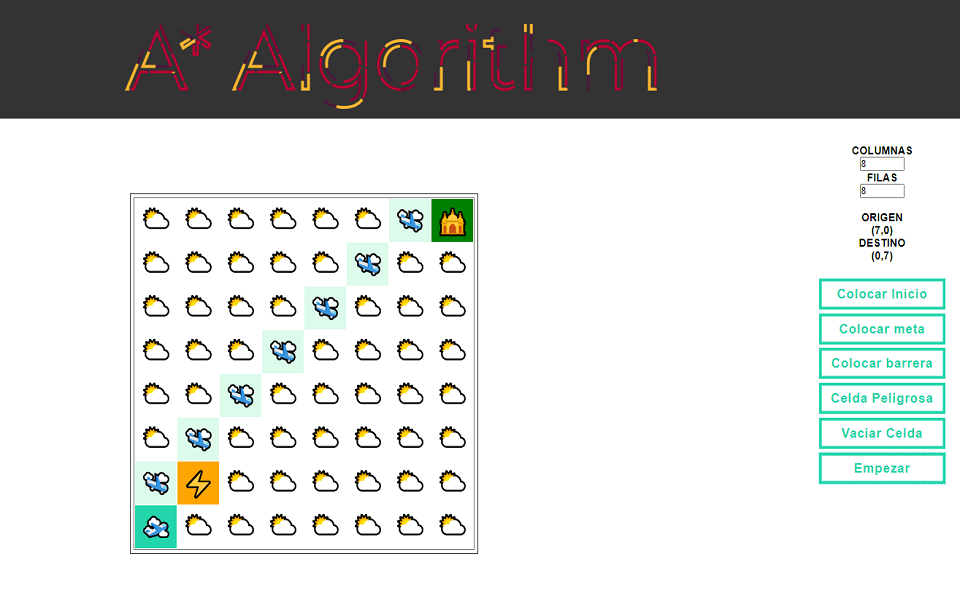 A* Algorithm
COLUMNAS
8
FILAS
8
ORIGEN
(7,0)
DESTINO
(0,7)
Colocar Inicio
Colocar meta
Colocar barrera
Celda Peligrosa
Vaciar Celda
Empezar